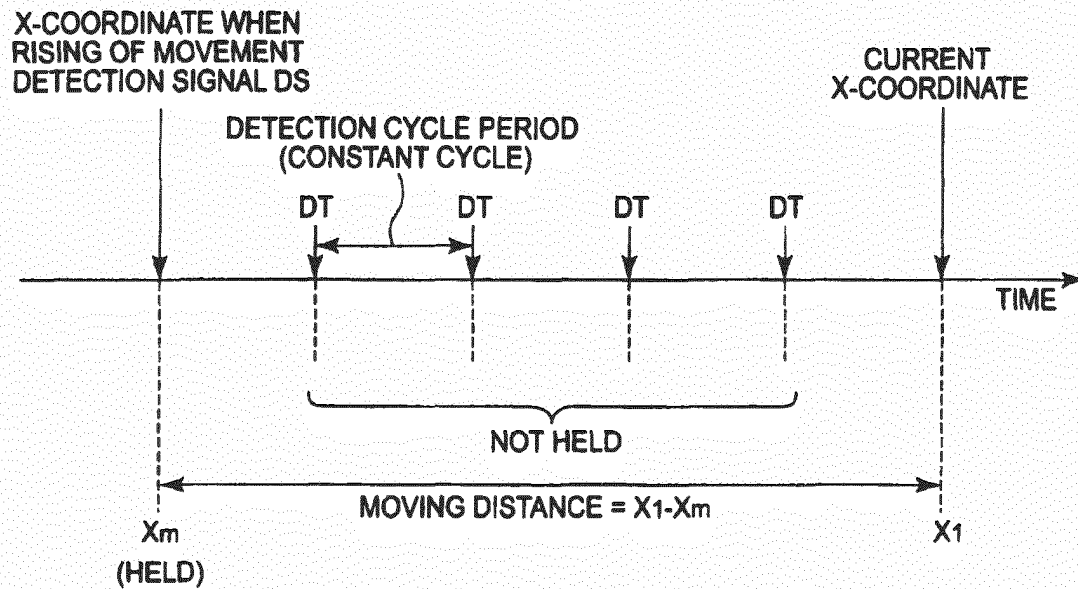 X-COORDINATE WHEN
RISING OF MOVEMENT
DETECTION SIGNAL DS
CURRENT
X-COORDINATE
DETECTION CYCLE PERIOD
(CONSTANT CYCLE)
DT DT DT DT
TIME
NOT HELD
MOVING DISTANCE = X1-Xm
Xm X1
(HELD)